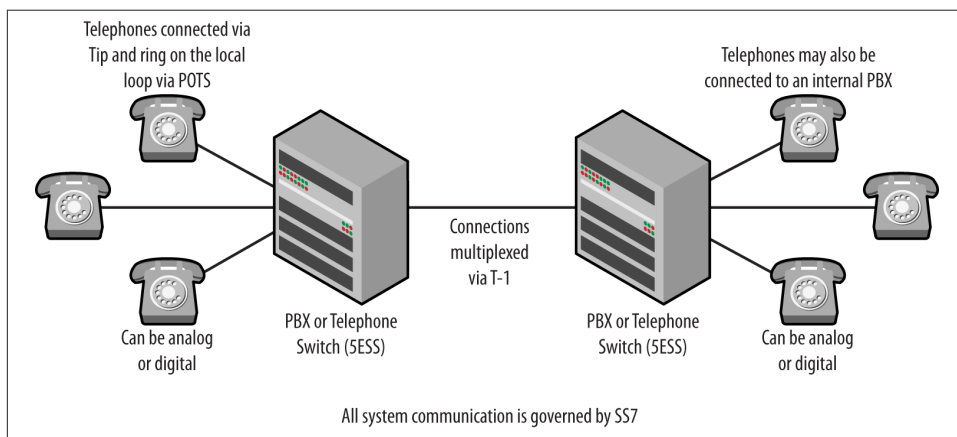 Telephones connected via
Tip and ring on the local
loop via POTS
Telephones may also be
connected to an internal PBX
Connections
multiplexed
via T-1
Can be analog
or digital
PBX or Telephone
Switch (5ESS)
PBX or Telephone
Switch (5ESS)
Can be analog
or digital
All system communication is governed by SS7